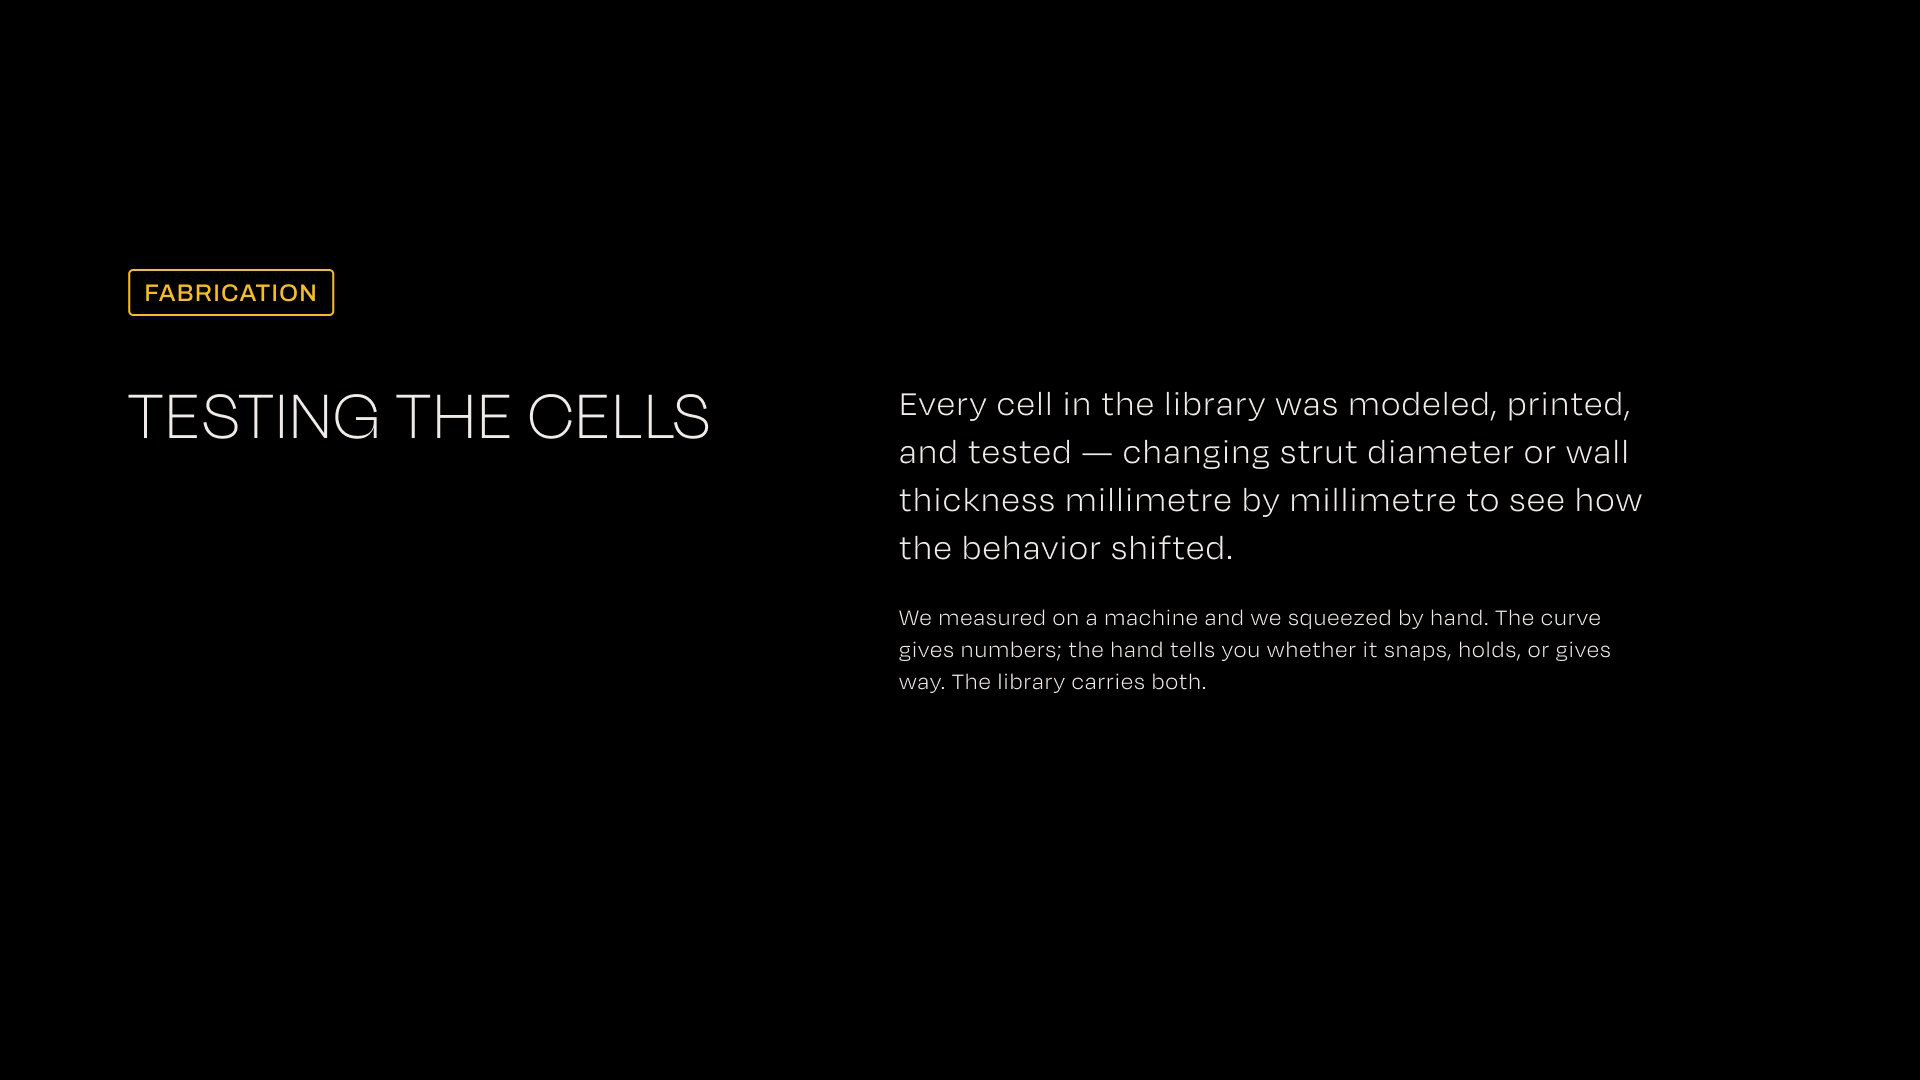 FABRICATION
TESTING THE CELLS
Every cell in the library was modeled, printed,
and tested — changing strut diameter or wall
thickness millimetre by millimetre to see how
the behavior shifted.
We measured on a machine and we squeezed by hand. The curve
gives numbers; the hand tells you whether it snaps, holds, or gives
way. The library carries both.